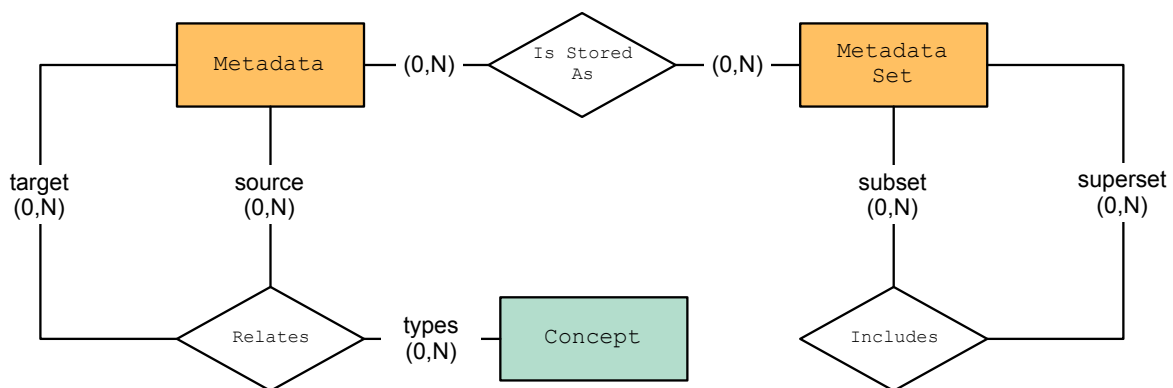 Metadata
(0,N)
Is Stored
As
(0,N)
Metadata
Set
target
(0,N)
source
(0,N)
subset
(0,N)
superset
(0,N)
Relates
types
(0,N)
Concept
Includes